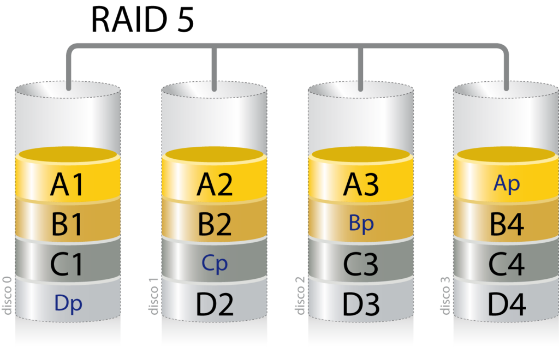 RAID 5
A1 A2 A3 Ap
B1 B2 Bp B4
C1 Cp C3 C4
Dp D2 D3 D4
disco 0 disco 1 disco 2 disco 3